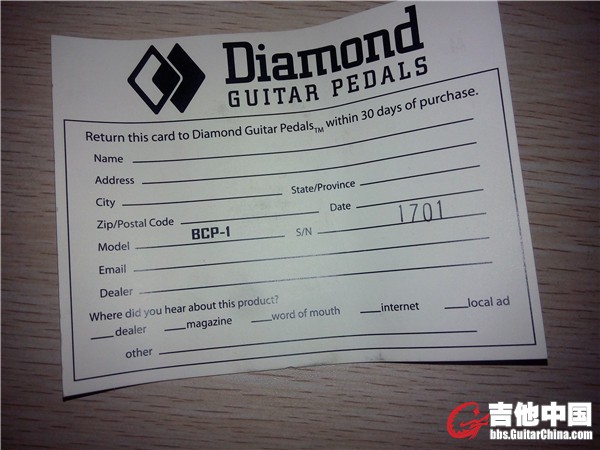 Diamond
GUITAR PEDALS
Return this card to Diamond Guitar Pedals TM within 30 days of purchase.
Name
Address
City State/Province
Zip/Postal Code Date
Model BCP-1 S/N 1701
Email
Dealer
Where did you hear about this product?
dealer magazine word of mouth internet local ad
other
吉他中国
bbs.GuitarChina.com